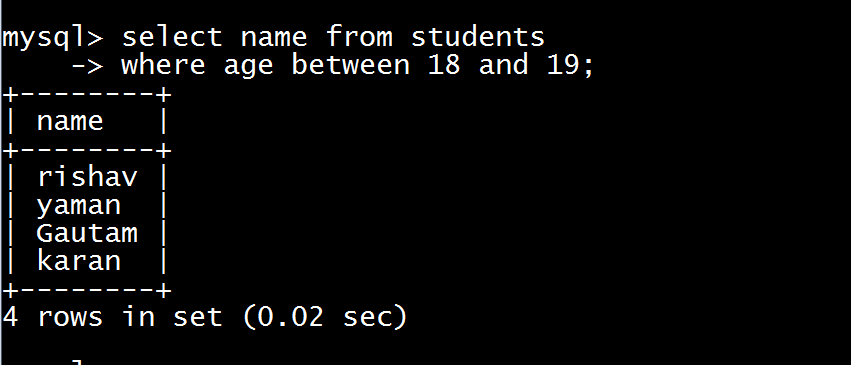 mysql> select name from students
    -> where age between 18 and 19;
+--------+
| name   |
+--------+
| rishav |
| yaman  |
| Gautam |
| karan  |
+--------+
4 rows in set (0.02 sec)